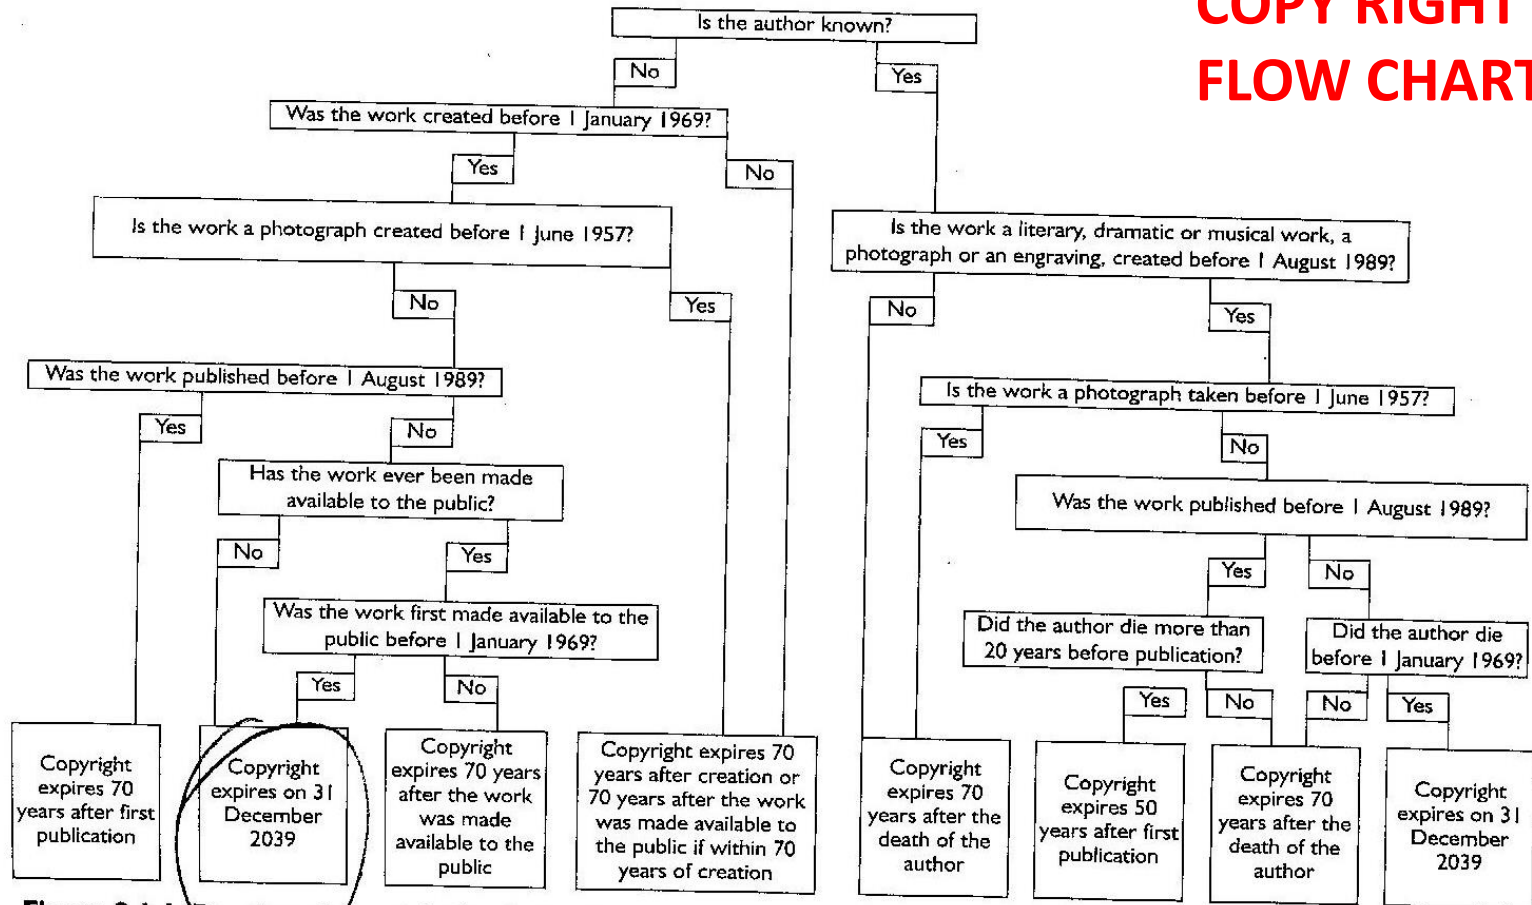 COPY RIGHT
FLOW CHART
Is the author known?
No
Yes
Was the work created before 1 January 1969?
Yes
No
Is the work a photograph created before 1 June 1957?
Is the work a literary, dramatic or musical work, a
photograph or an engraving, created before 1 August 1989?
No
Yes
No
Yes
Was the work published before 1 August 1989?
Is the work a photograph taken before 1 June 1957?
Yes
No
Yes
No
Has the work ever been made
available to the public?
Was the work published before 1 August 1989?
No
Yes
Yes
No
Was the work first made available to the
public before 1 January 1969?
Did the author die more than
20 years before publication?
Did the author die
before 1 January 1969?
Yes
No
Yes
No
No
Yes
Copyright
expires 70
years after first
publication
Copyright
expires on 31
December
2039
Copyright
expires 70 years
after the work
was made
available to the
public
Copyright expires 70
years after creation or
70 years after the work
was made available to
the public if within 70
years of creation
Copyright
expires 70
years after the
death of the
author
Copyright
expires 50
years after first
publication
Copyright
expires 70
years after the
death of the
author
Copyright
expires on 31
December
2039